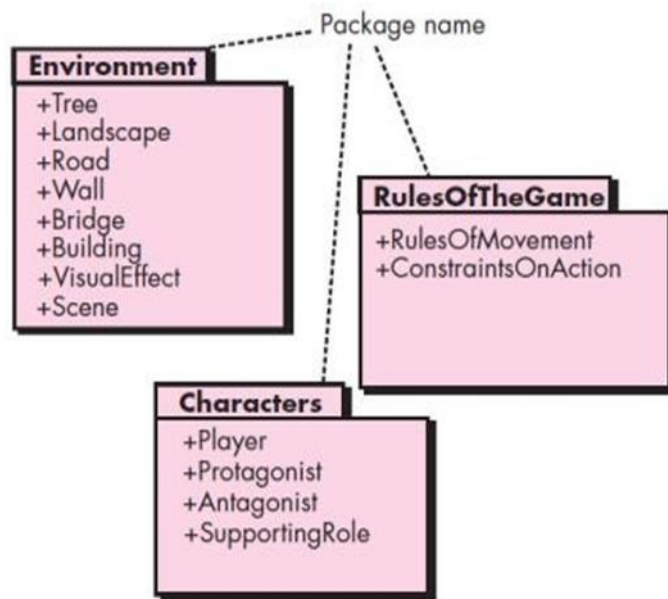 Package name
Environment
+Tree
+Landscape
+Road
+Wall
+Bridge
+Building
+VisualEffect
+Scene
RulesOfTheGame
+RulesOfMovement
+ConstraintsOnAction
Characters
+Player
+Protagonist
+Antagonist
+SupportingRole